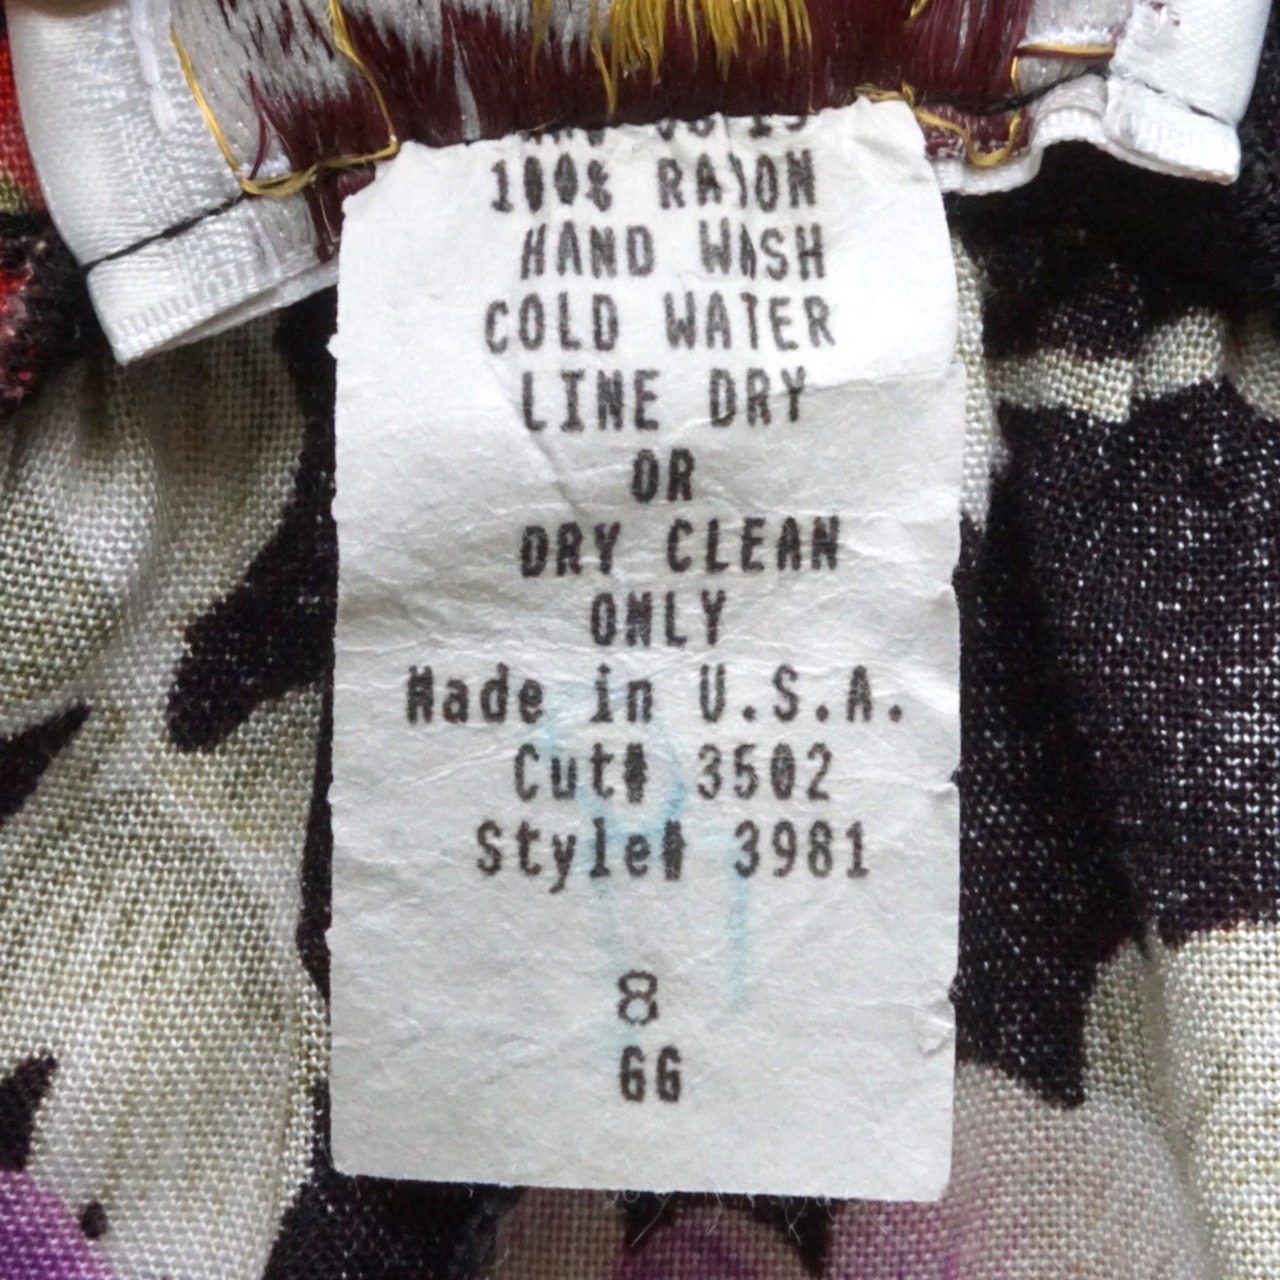 100% RAYON
HAND WASH
COLD WATER
LINE DRY
OR
DRY CLEAN
ONLY
Made in U.S.A.
Cut# 3502
Style# 3981
8
GG